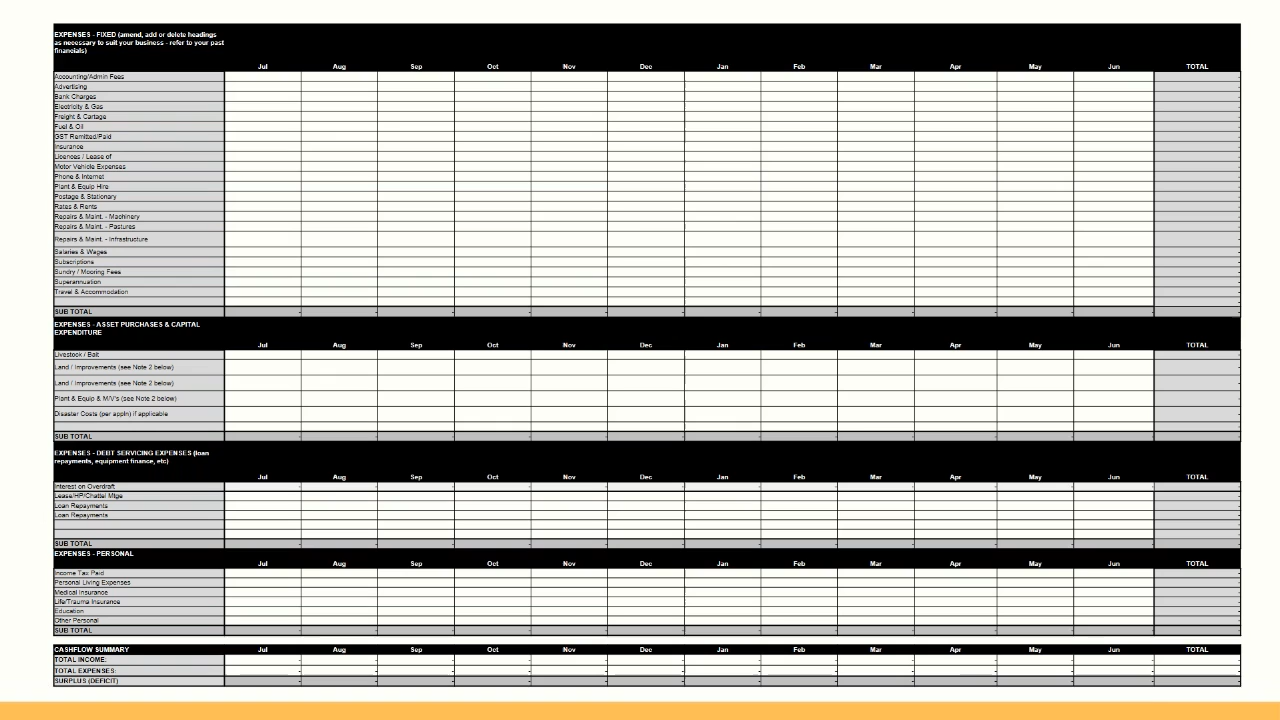 EXPENSES - FIXED (amend, add or delete headings
as necessary to suit your business - refer to your past
financials)
Jul Aug Sep Oct Nov Dec Jan Feb Mar Apr May Jun TOTAL
Accounting/Admin Fees
Advertising
Bank Charges
Electricity & Gas
Freight & Cartage
Fuel & Oil
GST Remitted/Paid
Insurance
Licences / Lease of
Motor Vehicle Expenses
Phone & Internet
Plant & Equip Hire
Postage & Stationary
Rates & Rents
Repairs & Maint. - Machinery
Repairs & Maint. - Pastures
Repairs & Maint. - Infrastructure
Salaries & Wages
Subscriptions
Sundry / Mooring Fees
Superannuation
Travel & Accommodation
SUB TOTAL - - - - - - - - - - - - -
EXPENSES - ASSET PURCHASES & CAPITAL
EXPENDITURE
Jul Aug Sep Oct Nov Dec Jan Feb Mar Apr May Jun TOTAL
Livestock / Bait
Land / Improvements (see Note 2 below)
Land / Improvements (see Note 2 below)
Plant & Equip & M/V's (see Note 2 below)
Disaster Costs (per appln) if applicable
SUB TOTAL - - - - - - - - - - - - -
EXPENSES - DEBT SERVICING EXPENSES (loan
repayments, equipment finance, etc)
Jul Aug Sep Oct Nov Dec Jan Feb Mar Apr May Jun TOTAL
Interest on Overdraft - - - - - - - - - - - - -
Lease/HP/Chattel Mtge
Loan Repayments
Loan Repayments
SUB TOTAL - - - - - - - - - - - - -
EXPENSES - PERSONAL
Jul Aug Sep Oct Nov Dec Jan Feb Mar Apr May Jun TOTAL
Income Tax Paid
Personal Living Expenses
Medical Insurance
Life/Trauma Insurance
Education
Other Personal
SUB TOTAL - - - - - - - - - - - - -
CASHFLOW SUMMARY Jul Aug Sep Oct Nov Dec Jan Feb Mar Apr May Jun TOTAL
TOTAL INCOME: - - - - - - - - - - - - -
TOTAL EXPENSES: - - - - - - - - - - - - -
SURPLUS (DEFICIT) - - - - - - - - - - - - -